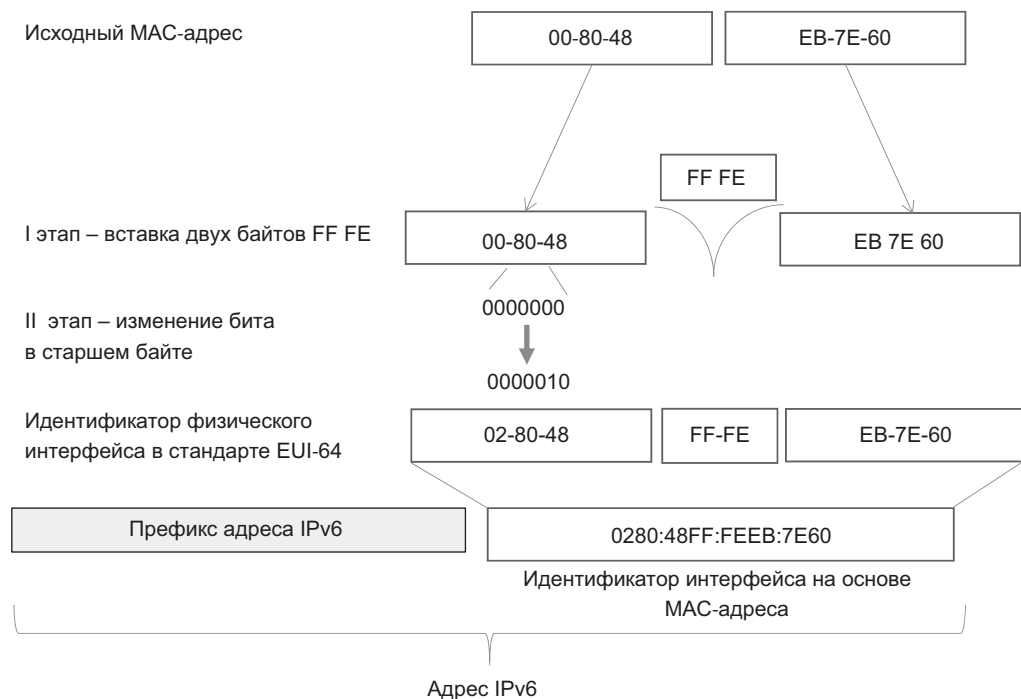 Исходный MAC-адрес
00-80-48
EB-7E-60
FF FE
I этап – вставка двух байтов FF FE
00-80-48
EB 7E 60
II этап – изменение бита
в старшем байте
0000000
0000010
Идентификатор физического
интерфейса в стандарте EUI-64
02-80-48
FF-FE
EB-7E-60
Префикс адреса IPv6
0280:48FF:FEEB:7E60
Идентификатор интерфейса на основе
MAC-адреса
Адрес IPv6